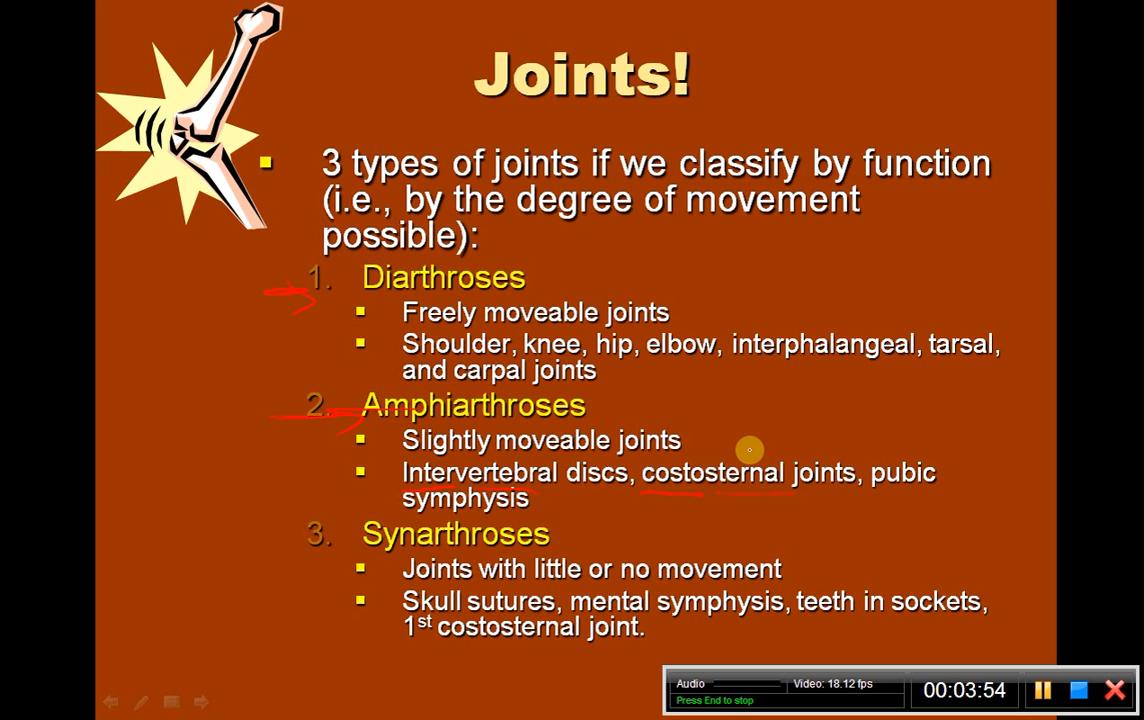 Joints!
3 types of joints if we classify by function
(i.e., by the degree of movement
possible):
1. Diarthroses
Freely moveable joints
Shoulder, knee, hip, elbow, interphalangeal, tarsal,
and carpal joints
2. Amphiarthroses
Slightly moveable joints
Intervertebral discs, costosternal joints, pubic
symphysis
3. Synarthroses
Joints with little or no movement
Skull sutures, mental symphysis, teeth in sockets,
1st costosternal joint.
Audio
Video: 18.12 fps
00:03:54
Press End to stop